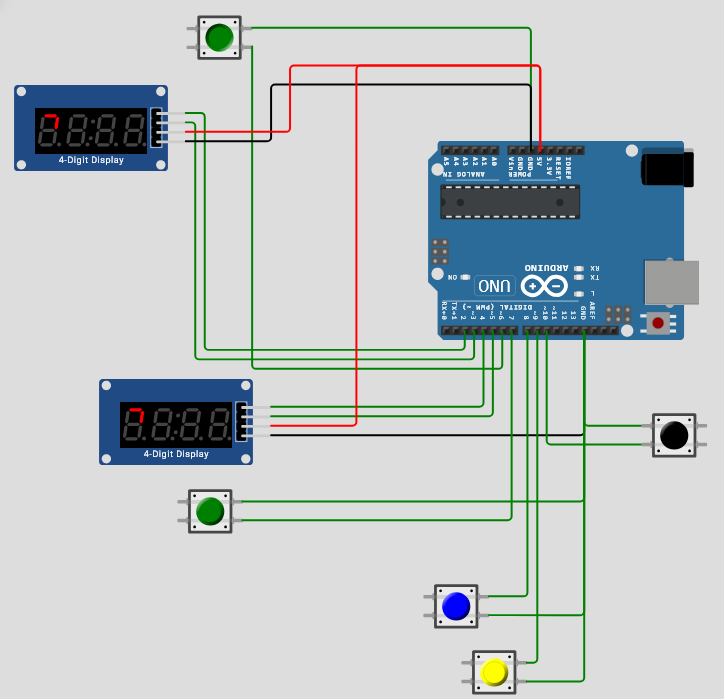 4-Digit Display
A5
A4
A3
A2
A1
A0
Vin
GND
GND
5V
3.3V
RESET
IOREF
ANALOG IN
POWER
ARDUINO
UNO
RX
TX
L
ON
DIGITAL (PWM ~)
RX←0
TX→1
2
~3
4
~5
~6
7
8
~9
~10
~11
12
13
GND
AREF
4-Digit Display